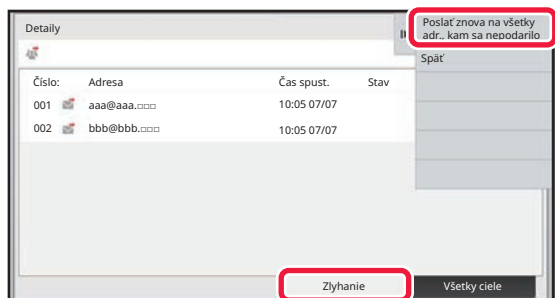 Detaily
Poslať znova na všetky
adr., kam sa nepodarilo
Späť
Číslo: Adresa Čas spust. Stav
001 aaa@aaa.□□□ 10:05 07/07
002 bbb@bbb.□□□ 10:05 07/07
Zlyhanie Všetky ciele